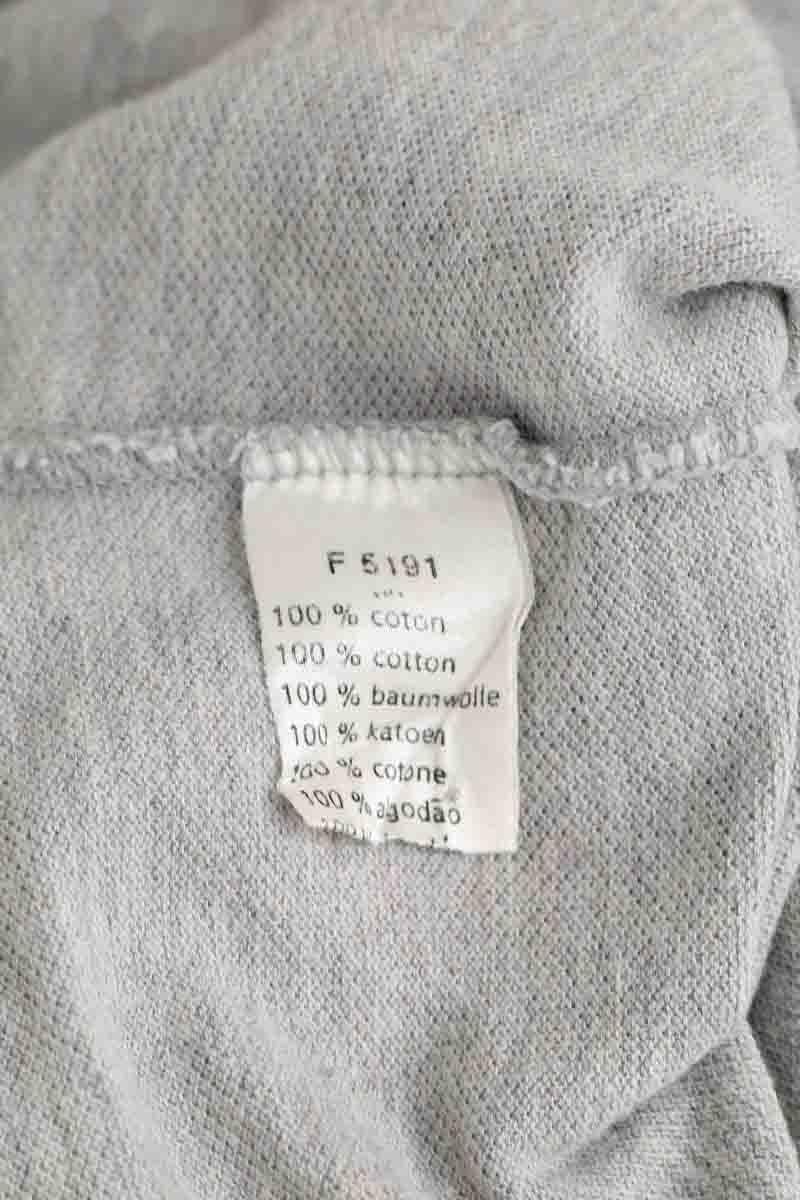 F 5191
100 % coton
100 % cotton
100 % baumwolle
100 % katoen
100 % cotone
100 % algodão